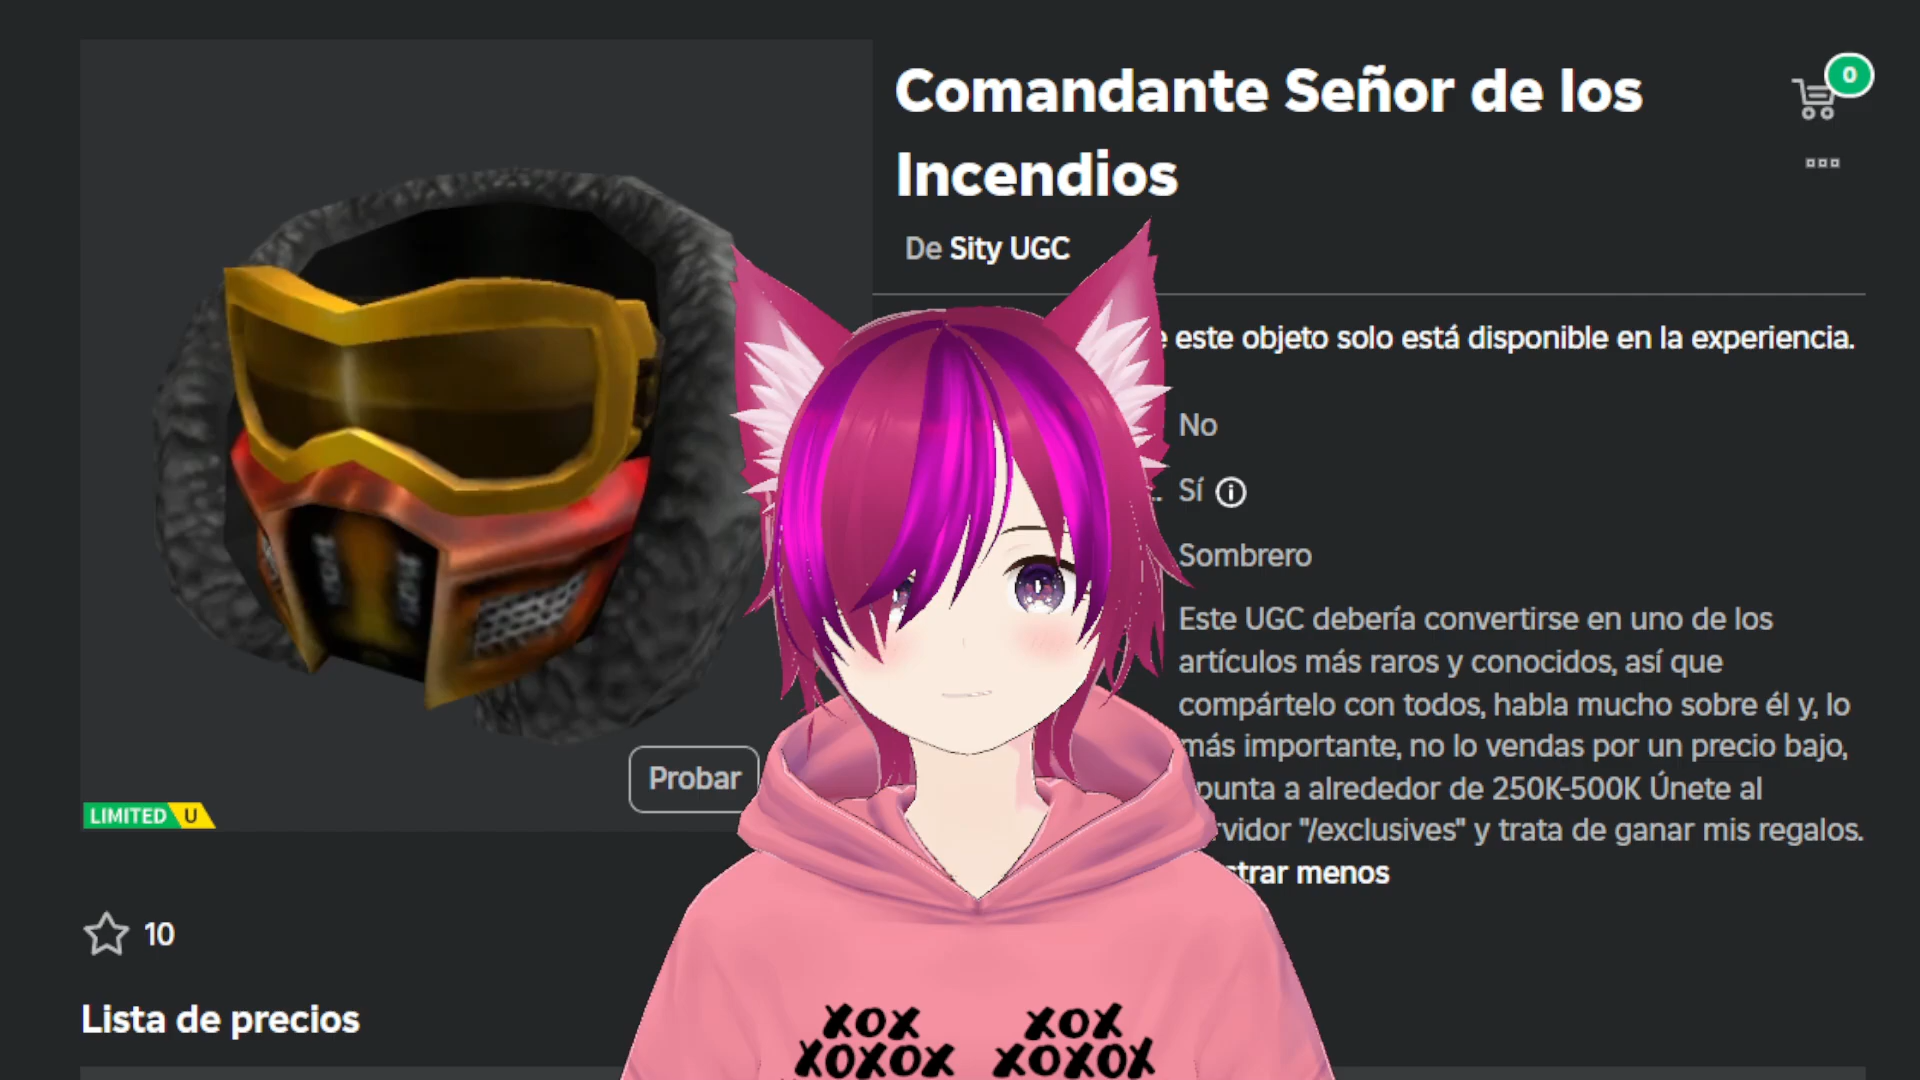 Comandante Señor de los
Incendios
0
De Sity UGC
este objeto solo está disponible en la experiencia.
No
Sí
Sombrero
Este UGC debería convertirse en uno de los
artículos más raros y conocidos, así que
compártelo con todos, habla mucho sobre él y, lo
más importante, no lo vendas por un precio bajo,
punta a alrededor de 250K-500K Únete al
rvidor "/exclusives" y trata de ganar mis regalos.
strar menos
Probar
LIMITED U
10
Lista de precios
XOX XOX
XOXOX XOXOX